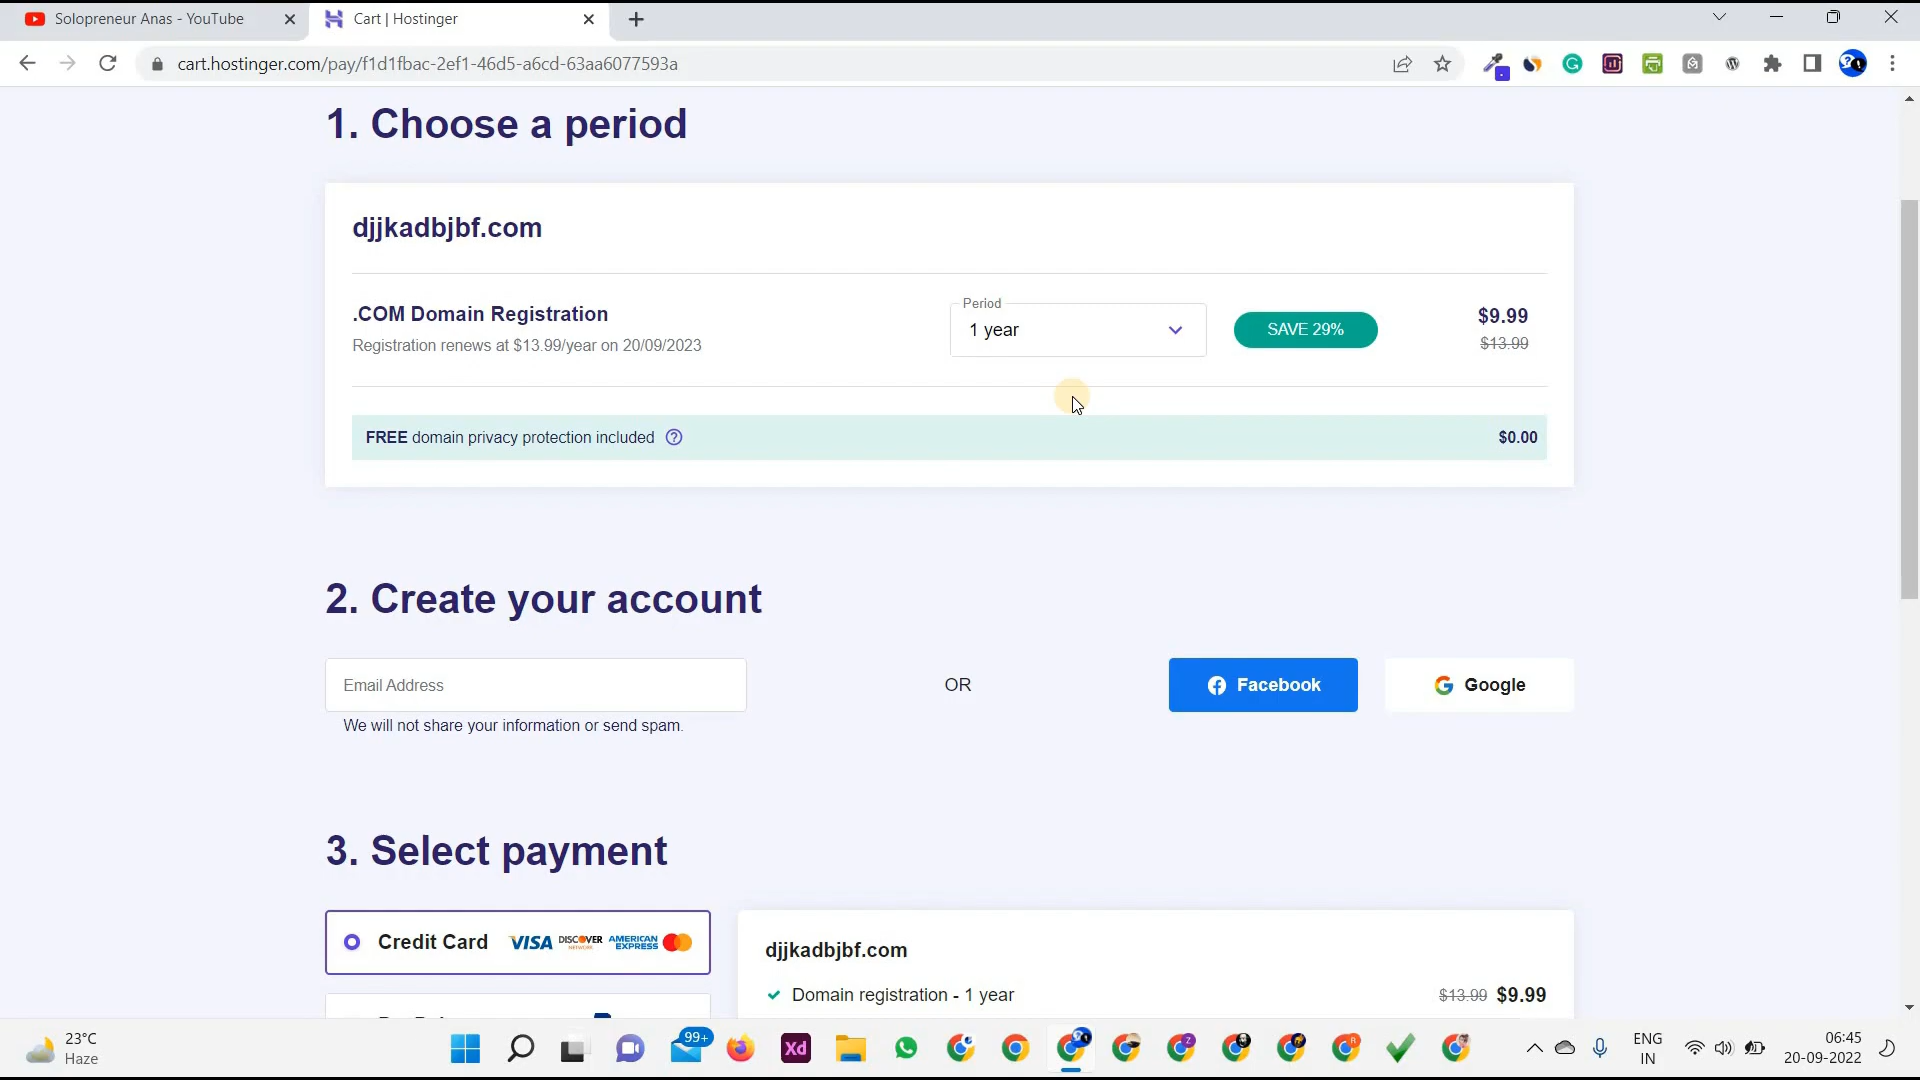 Solopreneur Anas - YouTube
Cart | Hostinger
cart.hostinger.com/pay/f1d1fbac-2ef1-46d5-a6cd-63aa6077593a
1. Choose a period
djjkadbjbf.com
.COM Domain Registration
Registration renews at $13.99/year on 20/09/2023
Period
1 year
SAVE 29%
$9.99
$13.99
FREE domain privacy protection included
$0.00
2. Create your account
Email Address
OR
Facebook
Google
We will not share your information or send spam.
3. Select payment
Credit Card VISA DISCOVER NETWORK AMERICAN EXPRESS
djjkadbjbf.com
Domain registration - 1 year
$13.99 $9.99
23°C
Haze
99+
Xd
ENG
IN
06:45
20-09-2022